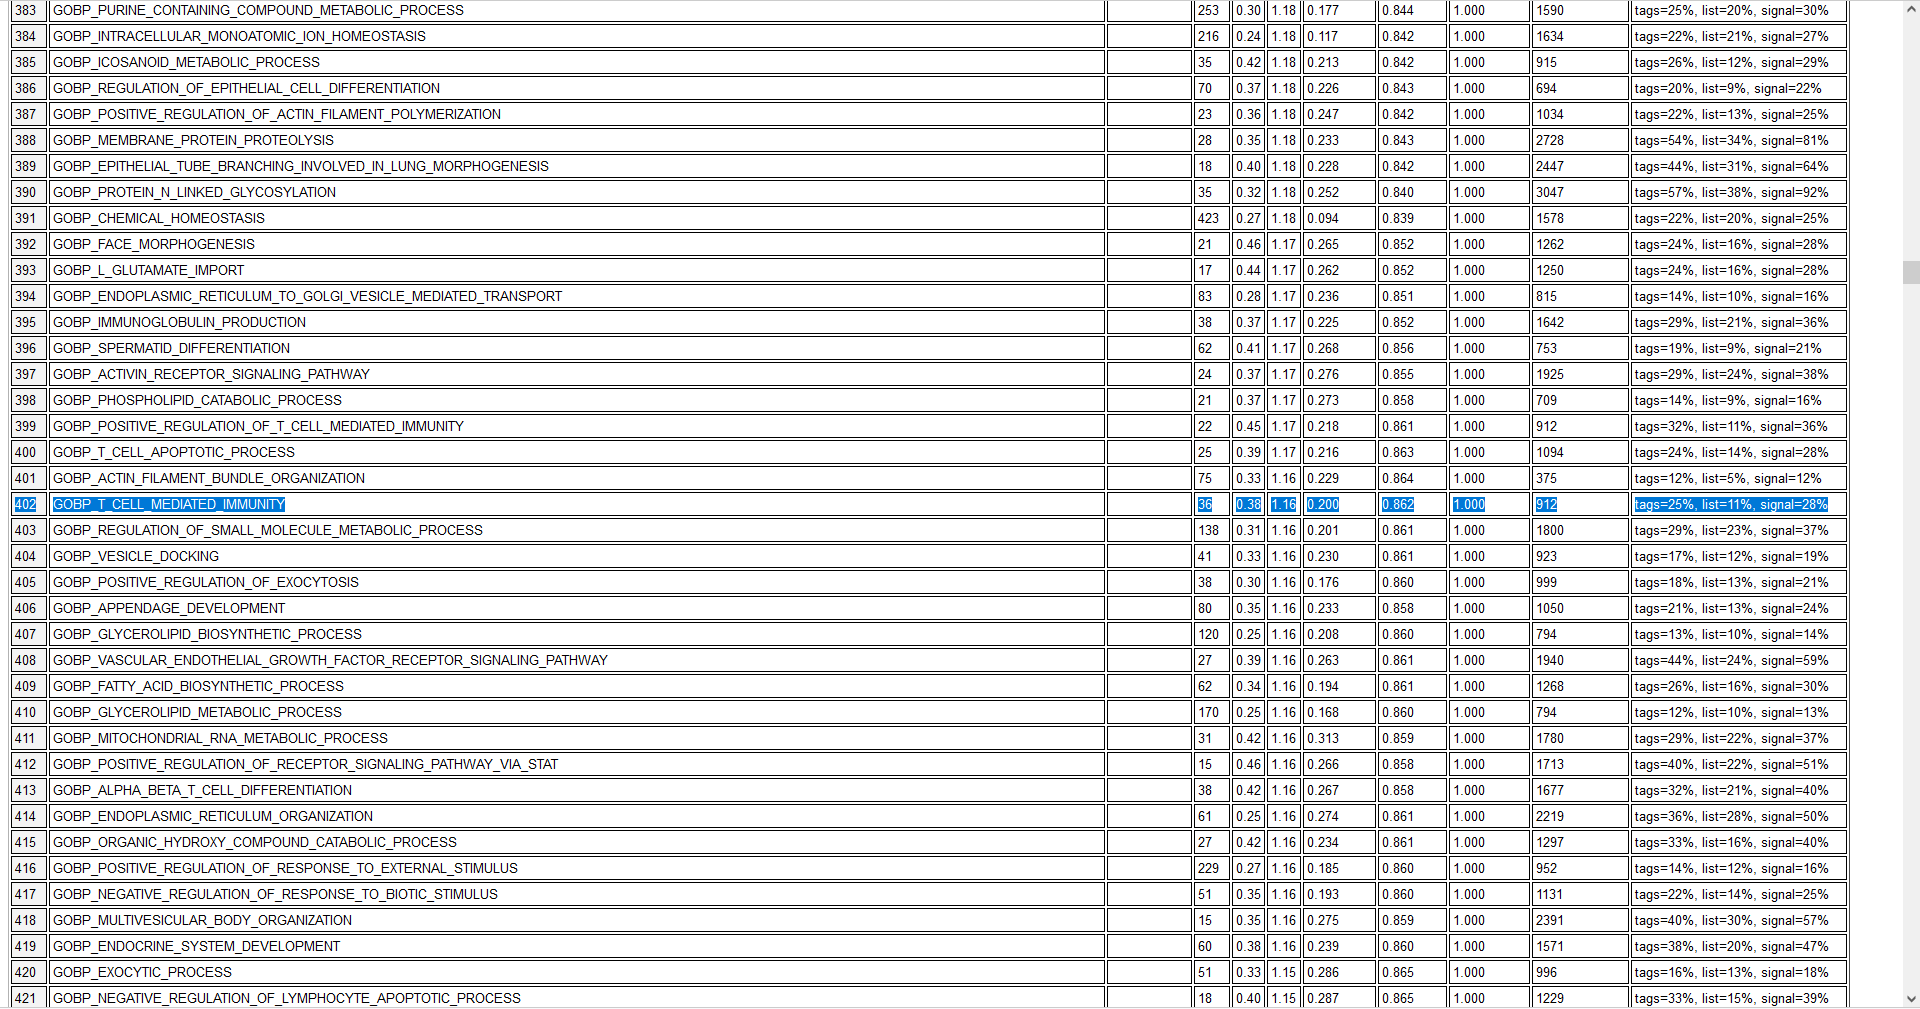 383 GOBP_PURINE_CONTAINING_COMPOUND_METABOLIC_PROCESS 253 0.30 1.18 0.177 0.844 1.000 1590 tags=25%, list=20%, signal=30%
384 GOBP_INTRACELLULAR_MONOATOMIC_ION_HOMEOSTASIS 216 0.24 1.18 0.117 0.842 1.000 1634 tags=22%, list=21%, signal=27%
385 GOBP_ICOSANOID_METABOLIC_PROCESS 35 0.42 1.18 0.213 0.842 1.000 915 tags=26%, list=12%, signal=29%
386 GOBP_REGULATION_OF_EPITHELIAL_CELL_DIFFERENTIATION 70 0.37 1.18 0.226 0.843 1.000 694 tags=20%, list=9%, signal=22%
387 GOBP_POSITIVE_REGULATION_OF_ACTIN_FILAMENT_POLYMERIZATION 23 0.36 1.18 0.247 0.842 1.000 1034 tags=22%, list=13%, signal=25%
388 GOBP_MEMBRANE_PROTEIN_PROTEOLYSIS 28 0.35 1.18 0.233 0.843 1.000 2728 tags=54%, list=34%, signal=81%
389 GOBP_EPITHELIAL_TUBE_BRANCHING_INVOLVED_IN_LUNG_MORPHOGENESIS 18 0.40 1.18 0.228 0.842 1.000 2447 tags=44%, list=31%, signal=64%
390 GOBP_PROTEIN_N_LINKED_GLYCOSYLATION 35 0.32 1.18 0.252 0.840 1.000 3047 tags=57%, list=38%, signal=92%
391 GOBP_CHEMICAL_HOMEOSTASIS 423 0.27 1.18 0.094 0.839 1.000 1578 tags=22%, list=20%, signal=25%
392 GOBP_FACE_MORPHOGENESIS 21 0.46 1.17 0.265 0.852 1.000 1262 tags=24%, list=16%, signal=28%
393 GOBP_L_GLUTAMATE_IMPORT 17 0.44 1.17 0.262 0.852 1.000 1250 tags=24%, list=16%, signal=28%
394 GOBP_ENDOPLASMIC_RETICULUM_TO_GOLGI_VESICLE_MEDIATED_TRANSPORT 83 0.28 1.17 0.236 0.851 1.000 815 tags=14%, list=10%, signal=16%
395 GOBP_IMMUNOGLOBULIN_PRODUCTION 38 0.37 1.17 0.225 0.852 1.000 1642 tags=29%, list=21%, signal=36%
396 GOBP_SPERMATID_DIFFERENTIATION 62 0.41 1.17 0.268 0.856 1.000 753 tags=19%, list=9%, signal=21%
397 GOBP_ACTIVIN_RECEPTOR_SIGNALING_PATHWAY 24 0.37 1.17 0.276 0.855 1.000 1925 tags=29%, list=24%, signal=38%
398 GOBP_PHOSPHOLIPID_CATABOLIC_PROCESS 21 0.37 1.17 0.273 0.858 1.000 709 tags=14%, list=9%, signal=16%
399 GOBP_POSITIVE_REGULATION_OF_T_CELL_MEDIATED_IMMUNITY 22 0.45 1.17 0.218 0.861 1.000 912 tags=32%, list=11%, signal=36%
400 GOBP_T_CELL_APOPTOTIC_PROCESS 25 0.39 1.17 0.216 0.863 1.000 1094 tags=24%, list=14%, signal=28%
401 GOBP_ACTIN_FILAMENT_BUNDLE_ORGANIZATION 75 0.33 1.16 0.229 0.864 1.000 375 tags=12%, list=5%, signal=12%
402 GOBP_T_CELL_MEDIATED_IMMUNITY 36 0.38 1.16 0.200 0.862 1.000 912 tags=25%, list=11%, signal=28%
403 GOBP_REGULATION_OF_SMALL_MOLECULE_METABOLIC_PROCESS 138 0.31 1.16 0.201 0.861 1.000 1800 tags=29%, list=23%, signal=37%
404 GOBP_VESICLE_DOCKING 41 0.33 1.16 0.230 0.861 1.000 923 tags=17%, list=12%, signal=19%
405 GOBP_POSITIVE_REGULATION_OF_EXOCYTOSIS 38 0.30 1.16 0.176 0.860 1.000 999 tags=18%, list=13%, signal=21%
406 GOBP_APPENDAGE_DEVELOPMENT 80 0.35 1.16 0.233 0.858 1.000 1050 tags=21%, list=13%, signal=24%
407 GOBP_GLYCEROLIPID_BIOSYNTHETIC_PROCESS 120 0.25 1.16 0.208 0.860 1.000 794 tags=13%, list=10%, signal=14%
408 GOBP_VASCULAR_ENDOTHELIAL_GROWTH_FACTOR_RECEPTOR_SIGNALING_PATHWAY 27 0.39 1.16 0.263 0.861 1.000 1940 tags=44%, list=24%, signal=59%
409 GOBP_FATTY_ACID_BIOSYNTHETIC_PROCESS 62 0.34 1.16 0.194 0.861 1.000 1268 tags=26%, list=16%, signal=30%
410 GOBP_GLYCEROLIPID_METABOLIC_PROCESS 170 0.25 1.16 0.168 0.860 1.000 794 tags=12%, list=10%, signal=13%
411 GOBP_MITOCHONDRIAL_RNA_METABOLIC_PROCESS 31 0.42 1.16 0.313 0.859 1.000 1780 tags=29%, list=22%, signal=37%
412 GOBP_POSITIVE_REGULATION_OF_RECEPTOR_SIGNALING_PATHWAY_VIA_STAT 15 0.46 1.16 0.266 0.858 1.000 1713 tags=40%, list=22%, signal=51%
413 GOBP_ALPHA_BETA_T_CELL_DIFFERENTIATION 38 0.42 1.16 0.267 0.858 1.000 1677 tags=32%, list=21%, signal=40%
414 GOBP_ENDOPLASMIC_RETICULUM_ORGANIZATION 61 0.25 1.16 0.274 0.861 1.000 2219 tags=36%, list=28%, signal=50%
415 GOBP_ORGANIC_HYDROXY_COMPOUND_CATABOLIC_PROCESS 27 0.42 1.16 0.234 0.861 1.000 1297 tags=33%, list=16%, signal=40%
416 GOBP_POSITIVE_REGULATION_OF_RESPONSE_TO_EXTERNAL_STIMULUS 229 0.27 1.16 0.185 0.860 1.000 952 tags=14%, list=12%, signal=16%
417 GOBP_NEGATIVE_REGULATION_OF_RESPONSE_TO_BIOTIC_STIMULUS 51 0.35 1.16 0.193 0.860 1.000 1131 tags=22%, list=14%, signal=25%
418 GOBP_MULTIVESICULAR_BODY_ORGANIZATION 15 0.35 1.16 0.275 0.859 1.000 2391 tags=40%, list=30%, signal=57%
419 GOBP_ENDOCRINE_SYSTEM_DEVELOPMENT 60 0.38 1.16 0.239 0.860 1.000 1571 tags=38%, list=20%, signal=47%
420 GOBP_EXOCYTIC_PROCESS 51 0.33 1.15 0.286 0.865 1.000 996 tags=16%, list=13%, signal=18%
421 GOBP_NEGATIVE_REGULATION_OF_LYMPHOCYTE_APOPTOTIC_PROCESS 18 0.40 1.15 0.287 0.865 1.000 1229 tags=33%, list=15%, signal=39%